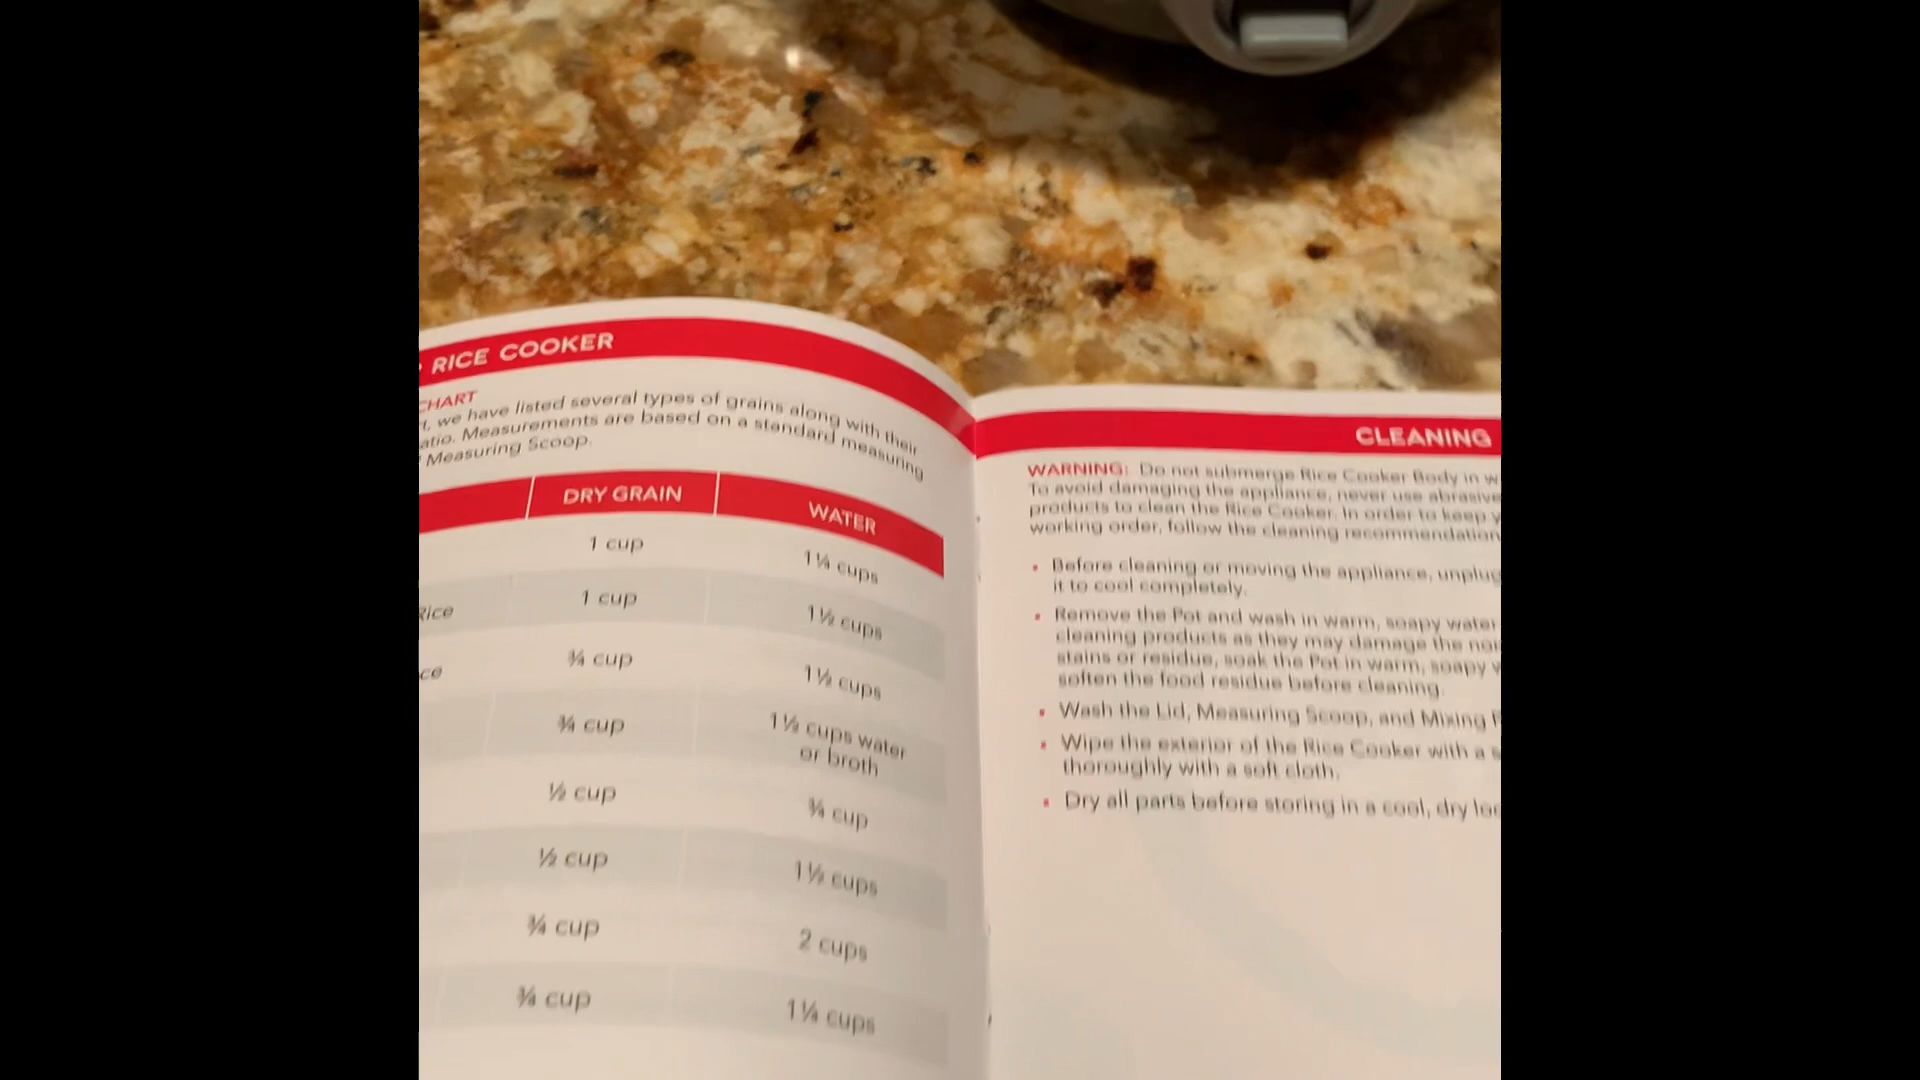 RICE COOKER
CHART
we have listed several types of grains along with their
atio. Measurements are based on a standard measuring
Measuring Scoop.
DRY GRAIN WATER
1 cup 1¼ cups
Rice 1 cup 1½ cups
ce ¾ cup 1½ cups
¾ cup 1½ cups water
or broth
½ cup ¾ cup
½ cup 1½ cups
¾ cup 2 cups
¾ cup 1¼ cups
CLEANING
WARNING: Do not submerge Rice Cooker Body in w
To avoid damaging the appliance, never use abrasive
products to clean the Rice Cooker. In order to keep y
working order, follow the cleaning recommendation
• Before cleaning or moving the appliance, unplug
it to cool completely.
• Remove the Pot and wash in warm, soapy water
cleaning products as they may damage the non
stains or residue, soak the Pot in warm, soapy w
soften the food residue before cleaning.
• Wash the Lid, Measuring Scoop, and Mixing
• Wipe the exterior of the Rice Cooker with a s
thoroughly with a soft cloth.
• Dry all parts before storing in a cool, dry loc